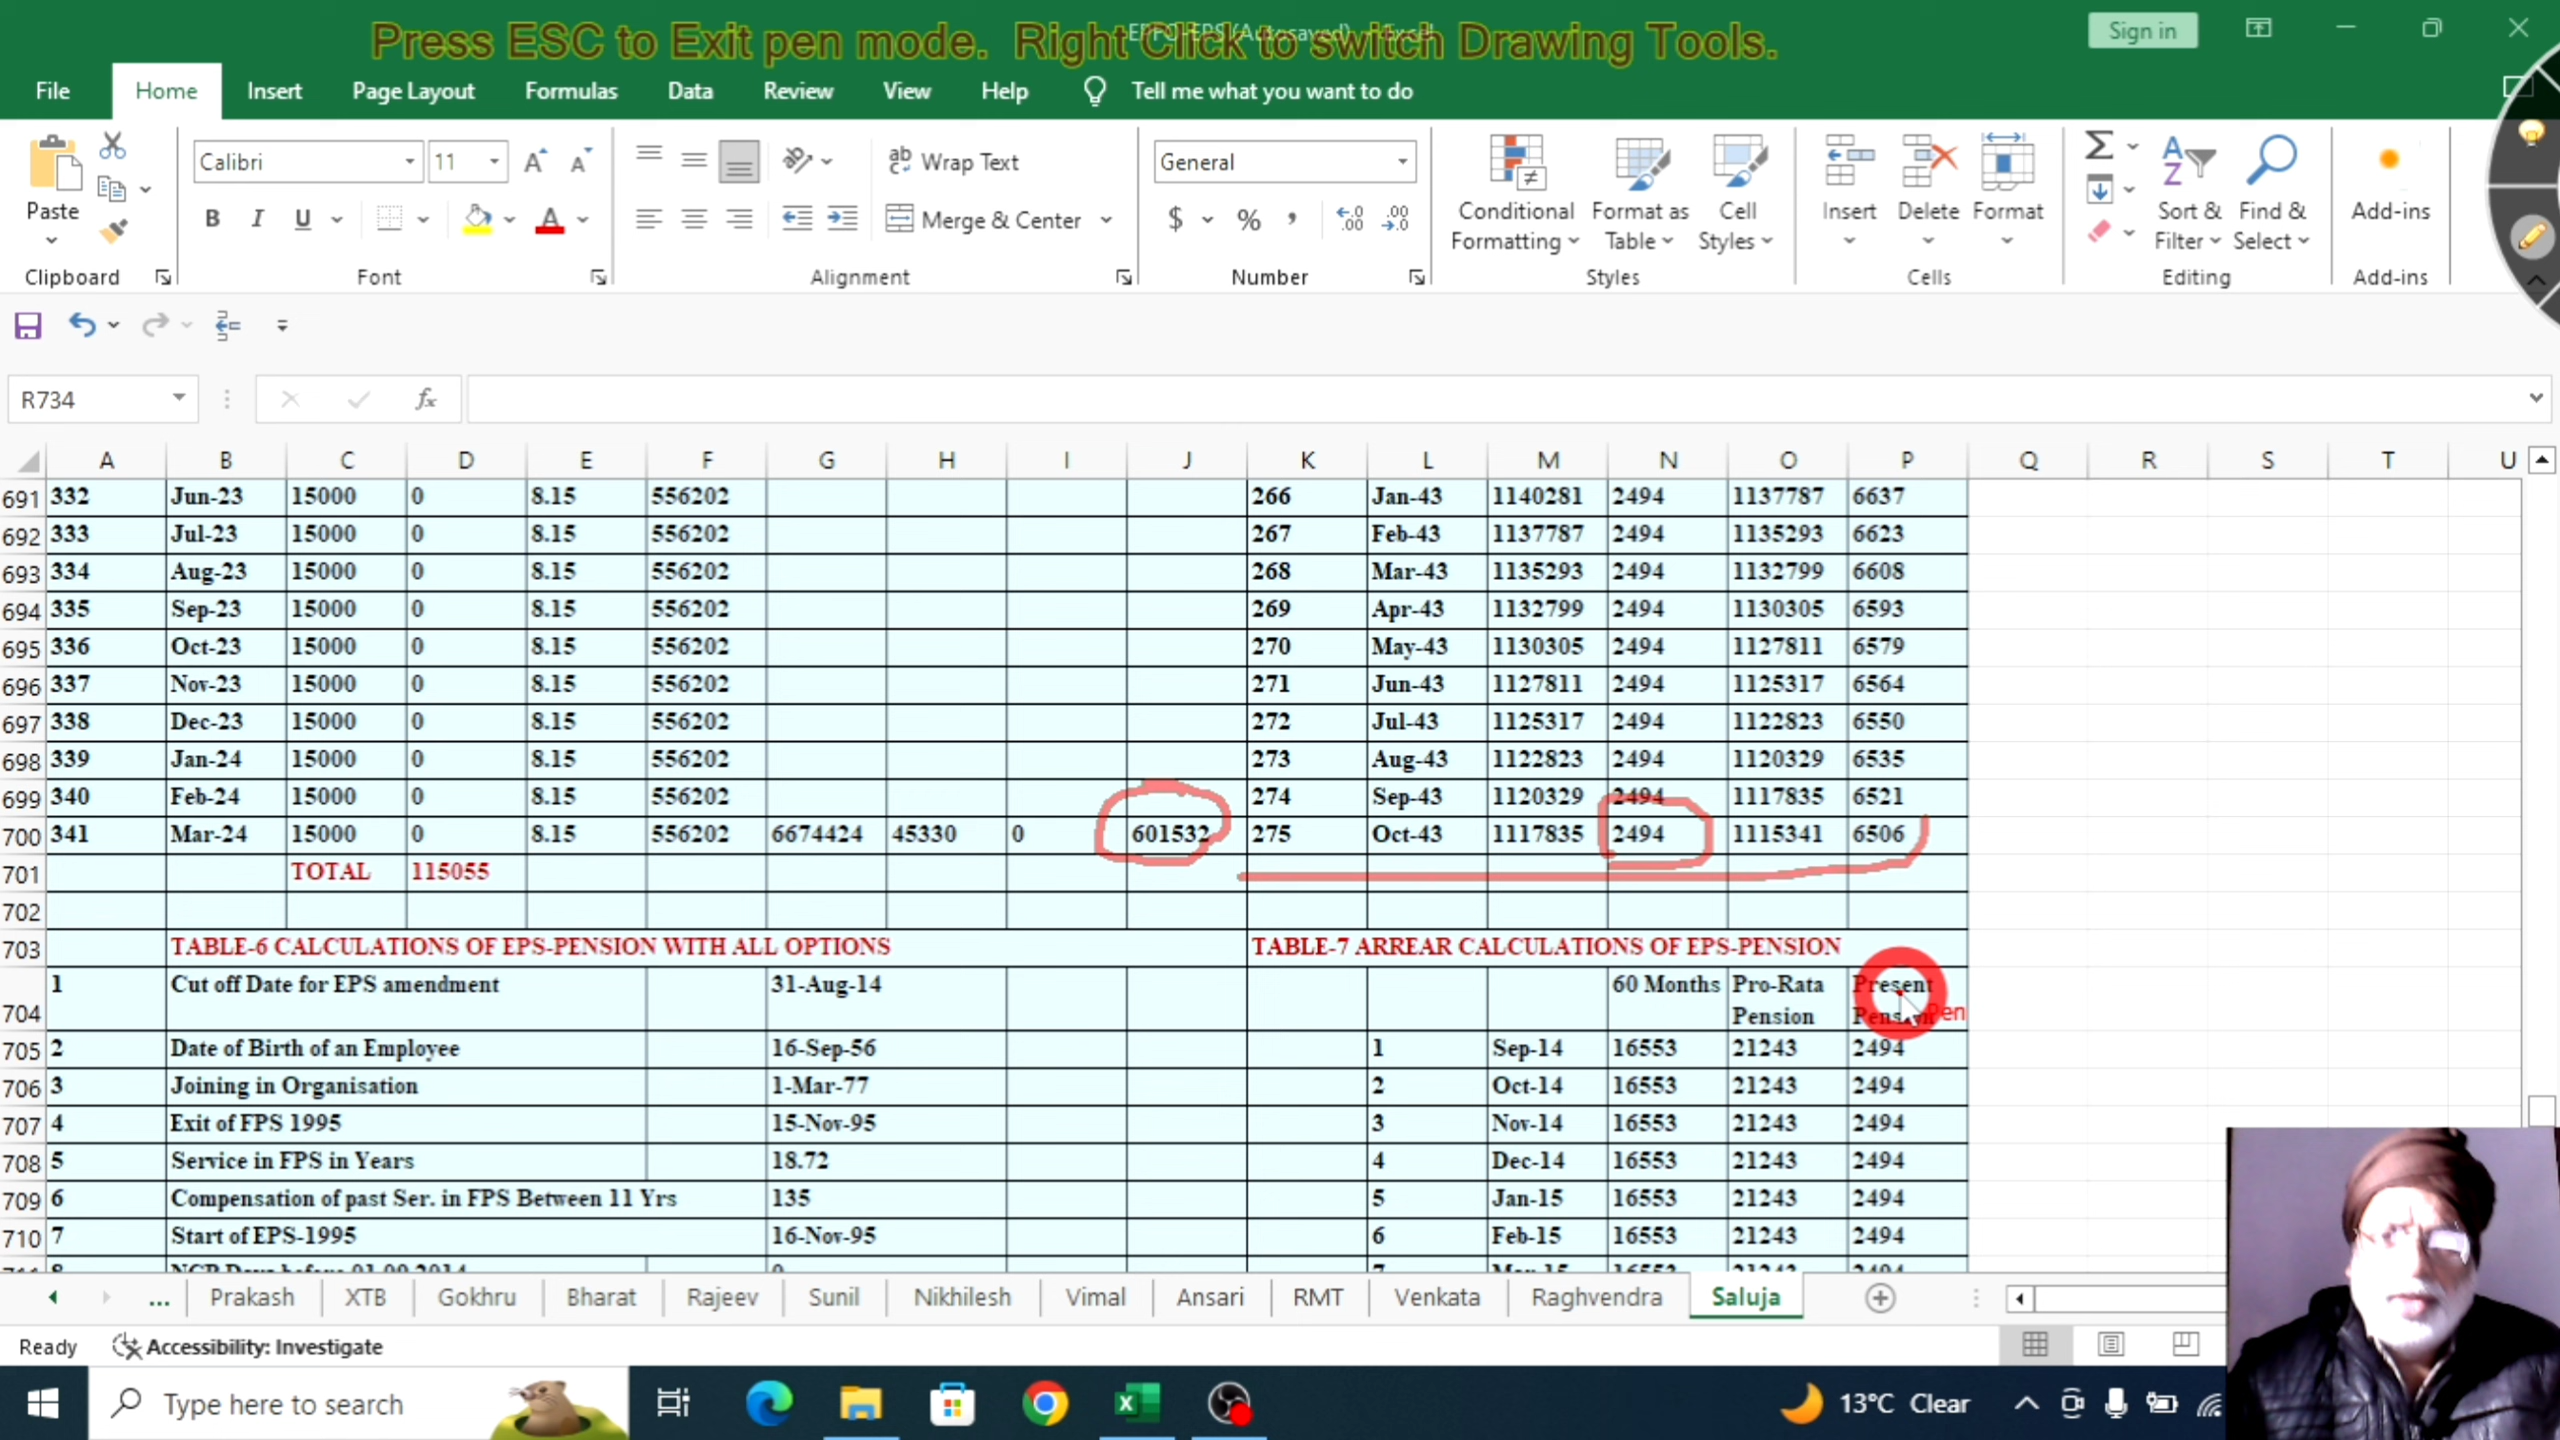 Press ESC to Exit pen mode. Right Click to switch Drawing Tools.
Sign in
File Home Insert Page Layout Formulas Data Review View Help Tell me what you want to do
Paste
Calibri 11
Wrap Text
General
B I U
Merge & Center
$ % ,
Conditional Formatting
Format as Table
Cell Styles
Insert Delete Format
Sort & Filter
Find & Select
Add-ins
Clipboard Font Alignment Number Styles Cells Editing Add-ins
R734 fx
A B C D E F G H I J K L M N O P Q R S T U
691 332 Jun-23 15000 0 8.15 556202 266 Jan-43 1140281 2494 1137787 6637
692 333 Jul-23 15000 0 8.15 556202 267 Feb-43 1137787 2494 1135293 6623
693 334 Aug-23 15000 0 8.15 556202 268 Mar-43 1135293 2494 1132799 6608
694 335 Sep-23 15000 0 8.15 556202 269 Apr-43 1132799 2494 1130305 6593
695 336 Oct-23 15000 0 8.15 556202 270 May-43 1130305 2494 1127811 6579
696 337 Nov-23 15000 0 8.15 556202 271 Jun-43 1127811 2494 1125317 6564
697 338 Dec-23 15000 0 8.15 556202 272 Jul-43 1125317 2494 1122823 6550
698 339 Jan-24 15000 0 8.15 556202 273 Aug-43 1122823 2494 1120329 6535
699 340 Feb-24 15000 0 8.15 556202 274 Sep-43 1120329 2494 1117835 6521
700 341 Mar-24 15000 0 8.15 556202 6674424 45330 0 601532 275 Oct-43 1117835 2494 1115341 6506
701 TOTAL 115055
702
703 TABLE-6 CALCULATIONS OF EPS-PENSION WITH ALL OPTIONS TABLE-7 ARREAR CALCULATIONS OF EPS-PENSION
704 1 Cut off Date for EPS amendment 31-Aug-14 60 Months Pro-Rata Pension Present Pension
Pen
705 2 Date of Birth of an Employee 16-Sep-56 1 Sep-14 16553 21243 2494
706 3 Joining in Organisation 1-Mar-77 2 Oct-14 16553 21243 2494
707 4 Exit of FPS 1995 15-Nov-95 3 Nov-14 16553 21243 2494
708 5 Service in FPS in Years 18.72 4 Dec-14 16553 21243 2494
709 6 Compensation of past Ser. in FPS Between 11 Yrs 135 5 Jan-15 16553 21243 2494
710 7 Start of EPS-1995 16-Nov-95 6 Feb-15 16553 21243 2494
... Prakash XTB Gokhru Bharat Rajeev Sunil Nikhilesh Vimal Ansari RMT Venkata Raghvendra Saluja
Ready Accessibility: Investigate
Type here to search
13°C Clear